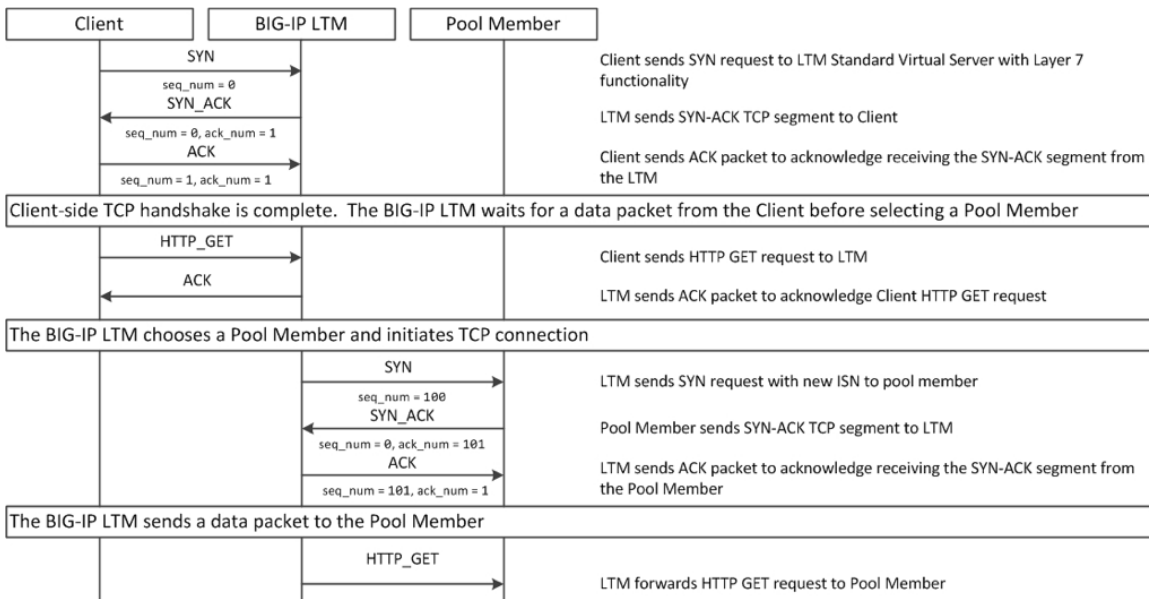 Client
BIG-IP LTM
Pool Member
SYN
Client sends SYN request to LTM Standard Virtual Server with Layer 7
functionality
seq_num = 0
SYN_ACK
LTM sends SYN-ACK TCP segment to Client
seq_num = 0, ack_num = 1
ACK
Client sends ACK packet to acknowledge receiving the SYN-ACK segment from
the LTM
seq_num = 1, ack_num = 1
Client-side TCP handshake is complete. The BIG-IP LTM waits for a data packet from the Client before selecting a Pool Member
HTTP_GET
Client sends HTTP GET request to LTM
ACK
LTM sends ACK packet to acknowledge Client HTTP GET request
The BIG-IP LTM chooses a Pool Member and initiates TCP connection
SYN
LTM sends SYN request with new ISN to pool member
seq_num = 100
SYN_ACK
Pool Member sends SYN-ACK TCP segment to LTM
seq_num = 0, ack_num = 101
ACK
LTM sends ACK packet to acknowledge receiving the SYN-ACK segment from
the Pool Member
seq_num = 101, ack_num = 1
The BIG-IP LTM sends a data packet to the Pool Member
HTTP_GET
LTM forwards HTTP GET request to Pool Member